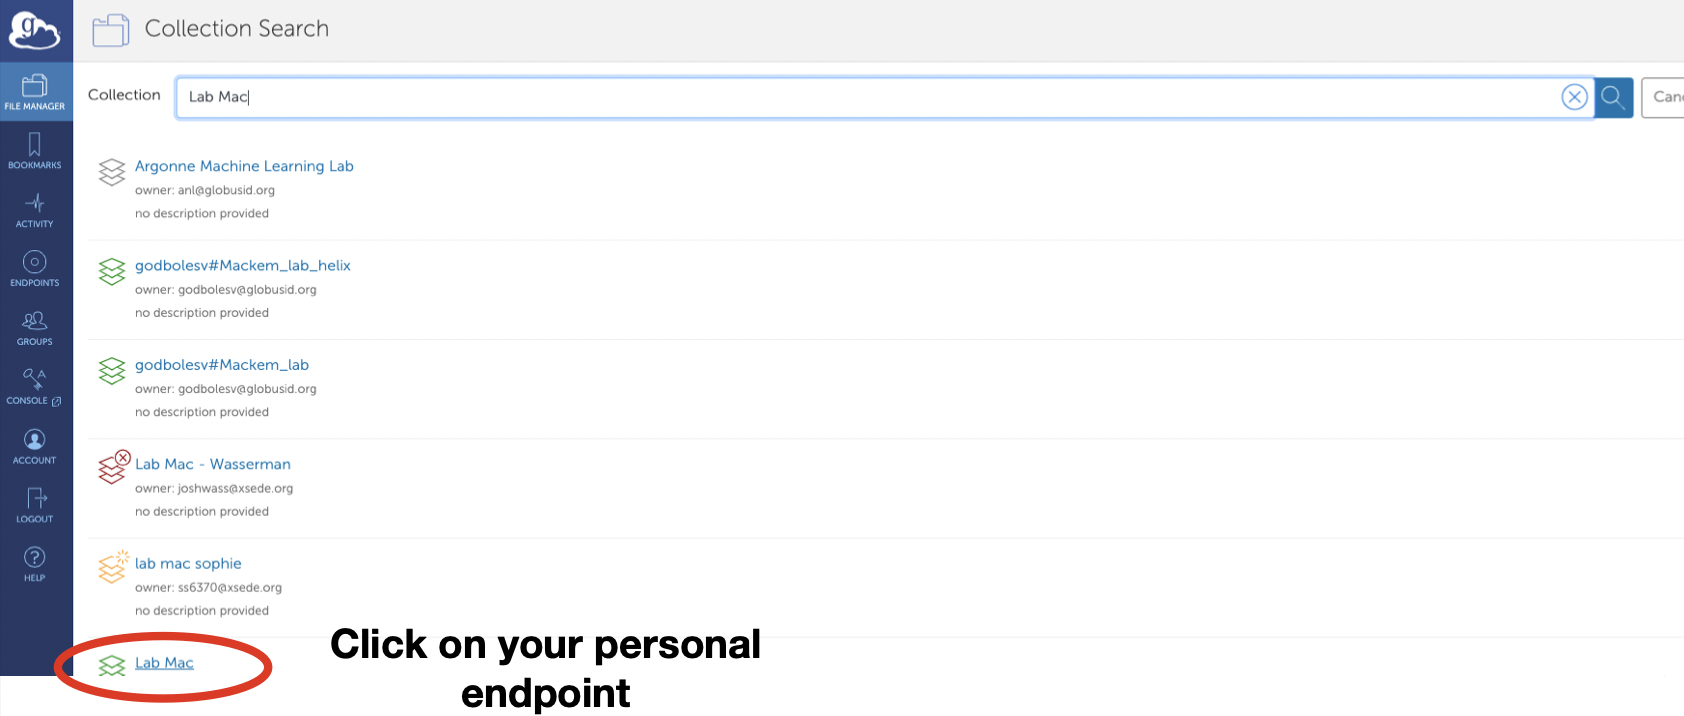 Collection Search
Collection
Lab Mac
FILE MANAGER
BOOKMARKS
ACTIVITY
ENDPOINTS
GROUPS
CONSOLE
ACCOUNT
LOGOUT
HELP
Argonne Machine Learning Lab
owner: anl@globusid.org
no description provided
godbolesv#Mackem_lab_helix
owner: godbolesv@globusid.org
no description provided
godbolesv#Mackem_lab
owner: godbolesv@globusid.org
no description provided
Lab Mac - Wasserman
owner: joshwass@xsede.org
no description provided
lab mac sophie
owner: ss6370@xsede.org
no description provided
Lab Mac
Click on your personal
endpoint